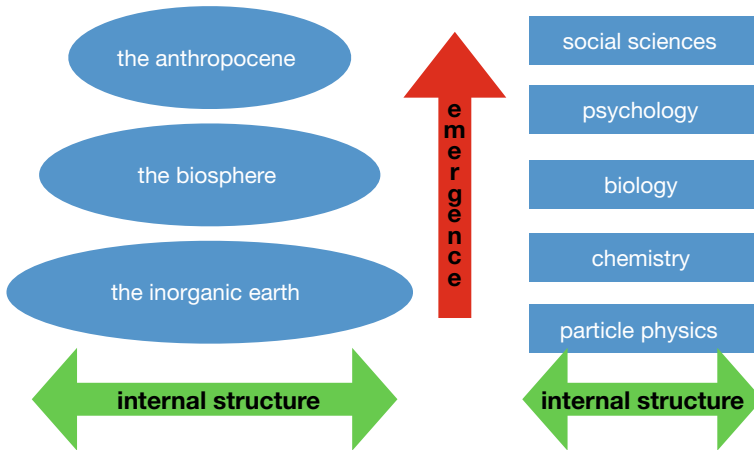 the anthropocene
the biosphere
the inorganic earth
internal structure
emergence
social sciences
psychology
biology
chemistry
particle physics
internal structure